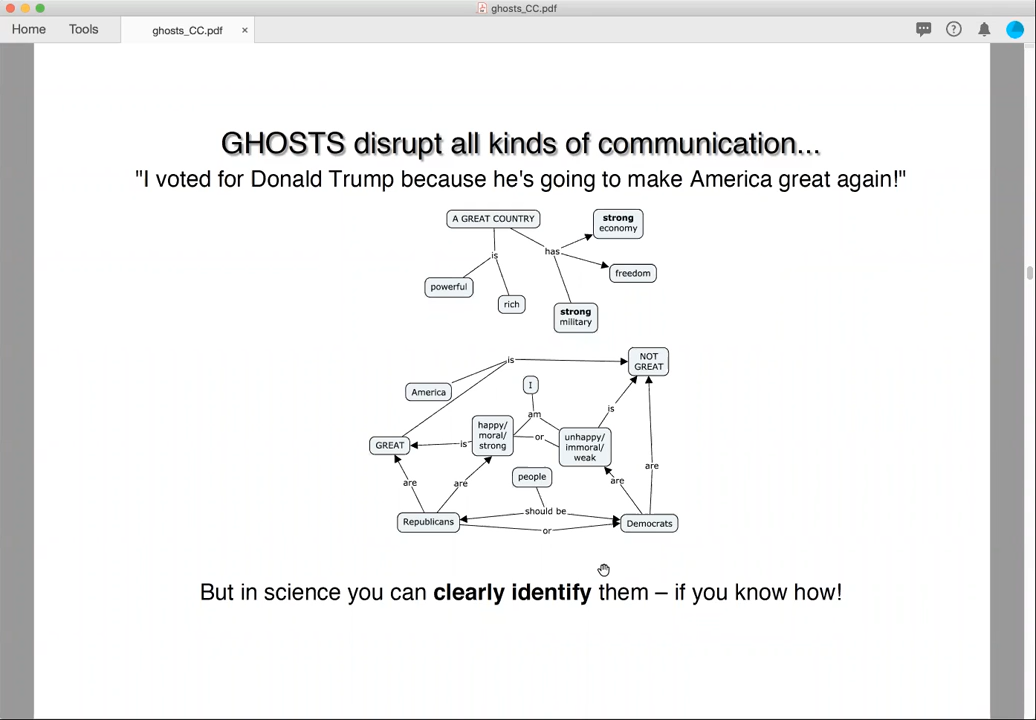 ghosts_CC.pdf
Home
Tools
ghosts_CC.pdf
×
?
GHOSTS disrupt all kinds of communication...
"I voted for Donald Trump because he's going to make America great again!"
A GREAT COUNTRY
strong
economy
is
has
freedom
powerful
rich
strong
military
is
NOT
GREAT
I
America
am
is
happy/
moral/
strong
GREAT
is
or
unhappy/
immoral/
weak
are
are
people
are
are
should be
Republicans
Democrats
or
But in science you can clearly identify them – if you know how!